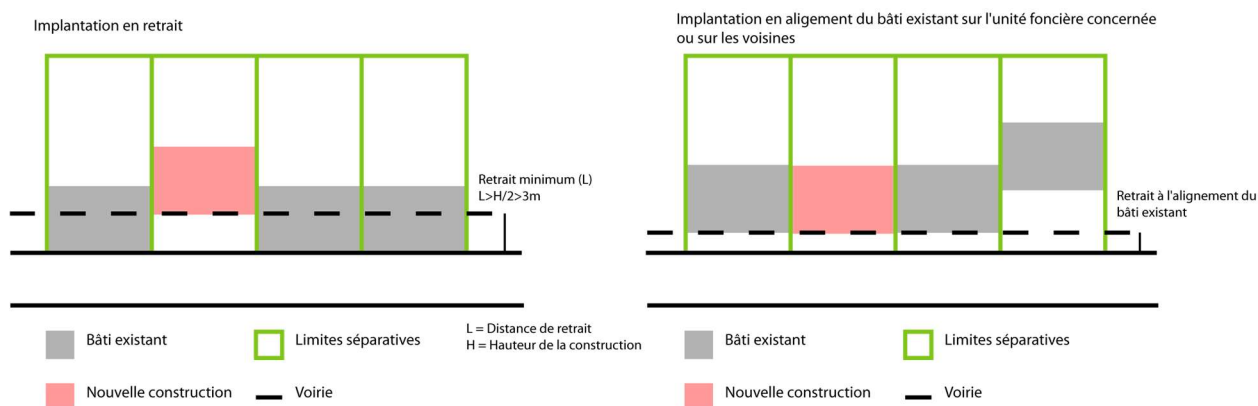 Implantation en retrait
Retrait minimum (L)
L>H/2>3m
Bâti existant
Limites séparatives
L = Distance de retrait
H = Hauteur de la construction
Nouvelle construction
Voirie
Implantation en aligement du bâti existant sur l'unité foncière concernée
ou sur les voisines
Retrait à l'alignement du
bâti existant
Bâti existant
Limites séparatives
Nouvelle construction
Voirie